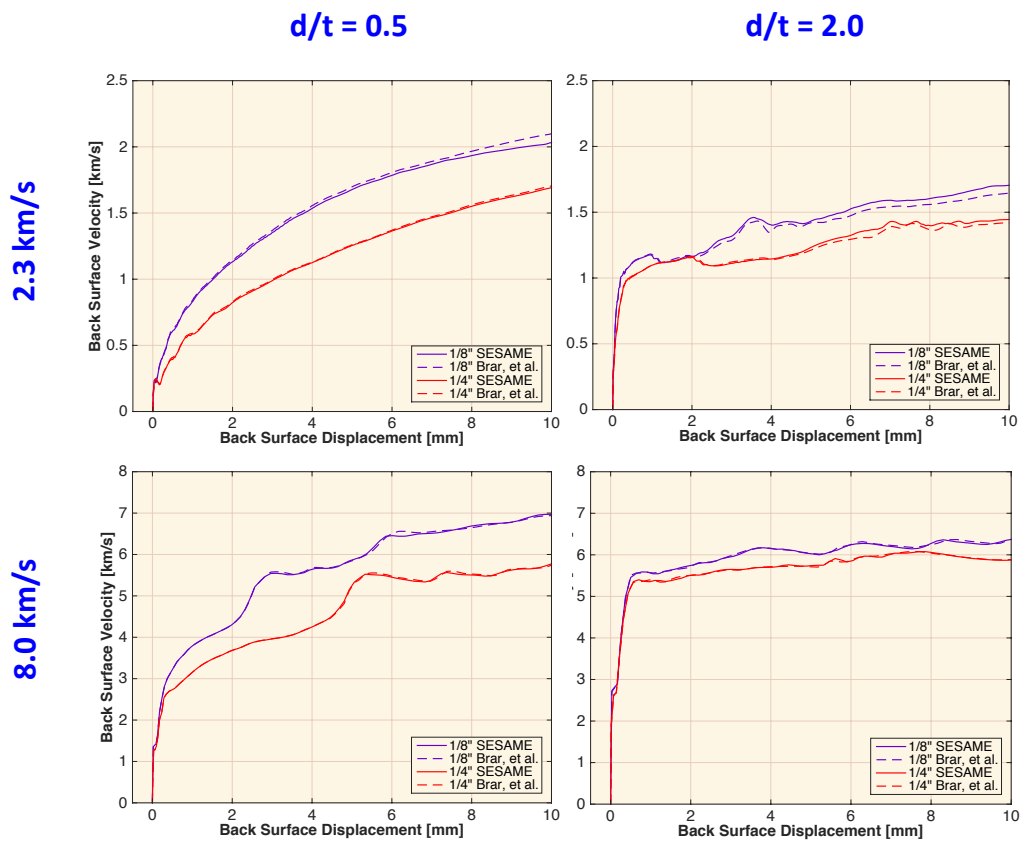 d/t = 0.5
d/t = 2.0
2.3 km/s
8.0 km/s
Back Surface Velocity [km/s]
2.5
2
1.5
1
0.5
0
0 2 4 6 8 10
Back Surface Displacement [mm]
1/8" SESAME
1/8" Brar, et al.
1/4" SESAME
1/4" Brar, et al.
2.5
2
1.5
1
0.5
0
0 2 4 6 8 10
Back Surface Displacement [mm]
1/8" SESAME
1/8" Brar, et al.
1/4" SESAME
1/4" Brar, et al.
Back Surface Velocity [km/s]
8
7
6
5
4
3
2
1
0
0 2 4 6 8 10
Back Surface Displacement [mm]
1/8" SESAME
1/8" Brar, et al.
1/4" SESAME
1/4" Brar, et al.
8
7
6
5
4
3
2
1
0
0 2 4 6 8 10
Back Surface Displacement [mm]
1/8" SESAME
1/8" Brar, et al.
1/4" SESAME
1/4" Brar, et al.